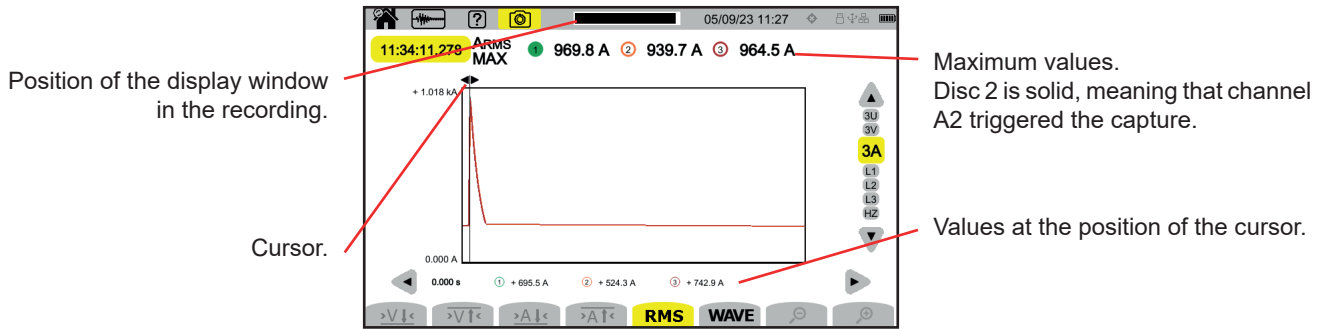 ?
05/09/23 11:27
11:34:11.278 ARMS MAX 1 969.8 A 2 939.7 A 3 964.5 A
Position of the display window
in the recording.
Maximum values.
Disc 2 is solid, meaning that channel
A2 triggered the capture.
+ 1.018 kA
3U
3V
3A
L1
L2
L3
HZ
Values at the position of the cursor.
Cursor.
0.000 A
0.000 s 1 + 695.5 A 2 + 524.3 A 3 + 742.9 A
>V↓< >V↑< >A↓< >A↑< RMS WAVE